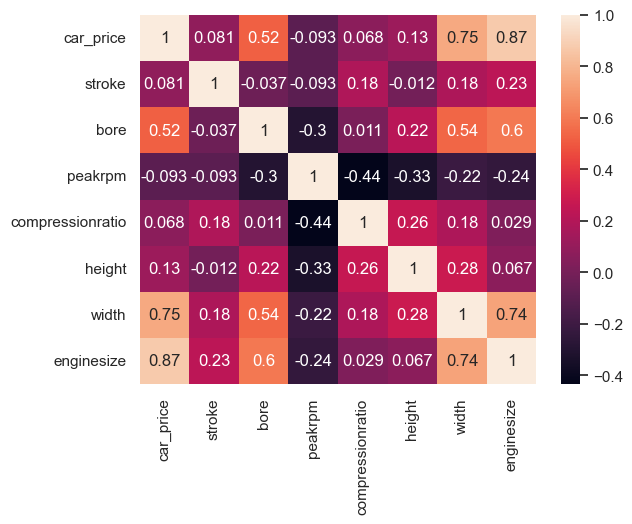 car_price 1 0.081 0.52 -0.093 0.068 0.13 0.75 0.87
stroke 0.081 1 -0.037 -0.093 0.18 -0.012 0.18 0.23
bore 0.52 -0.037 1 -0.3 0.011 0.22 0.54 0.6
peakrpm -0.093 -0.093 -0.3 1 -0.44 -0.33 -0.22 -0.24
compressionratio 0.068 0.18 0.011 -0.44 1 0.26 0.18 0.029
height 0.13 -0.012 0.22 -0.33 0.26 1 0.28 0.067
width 0.75 0.18 0.54 -0.22 0.18 0.28 1 0.74
enginesize 0.87 0.23 0.6 -0.24 0.029 0.067 0.74 1
car_price
stroke
bore
peakrpm
compressionratio
height
width
enginesize
1.0
0.8
0.6
0.4
0.2
0.0
−0.2
−0.4